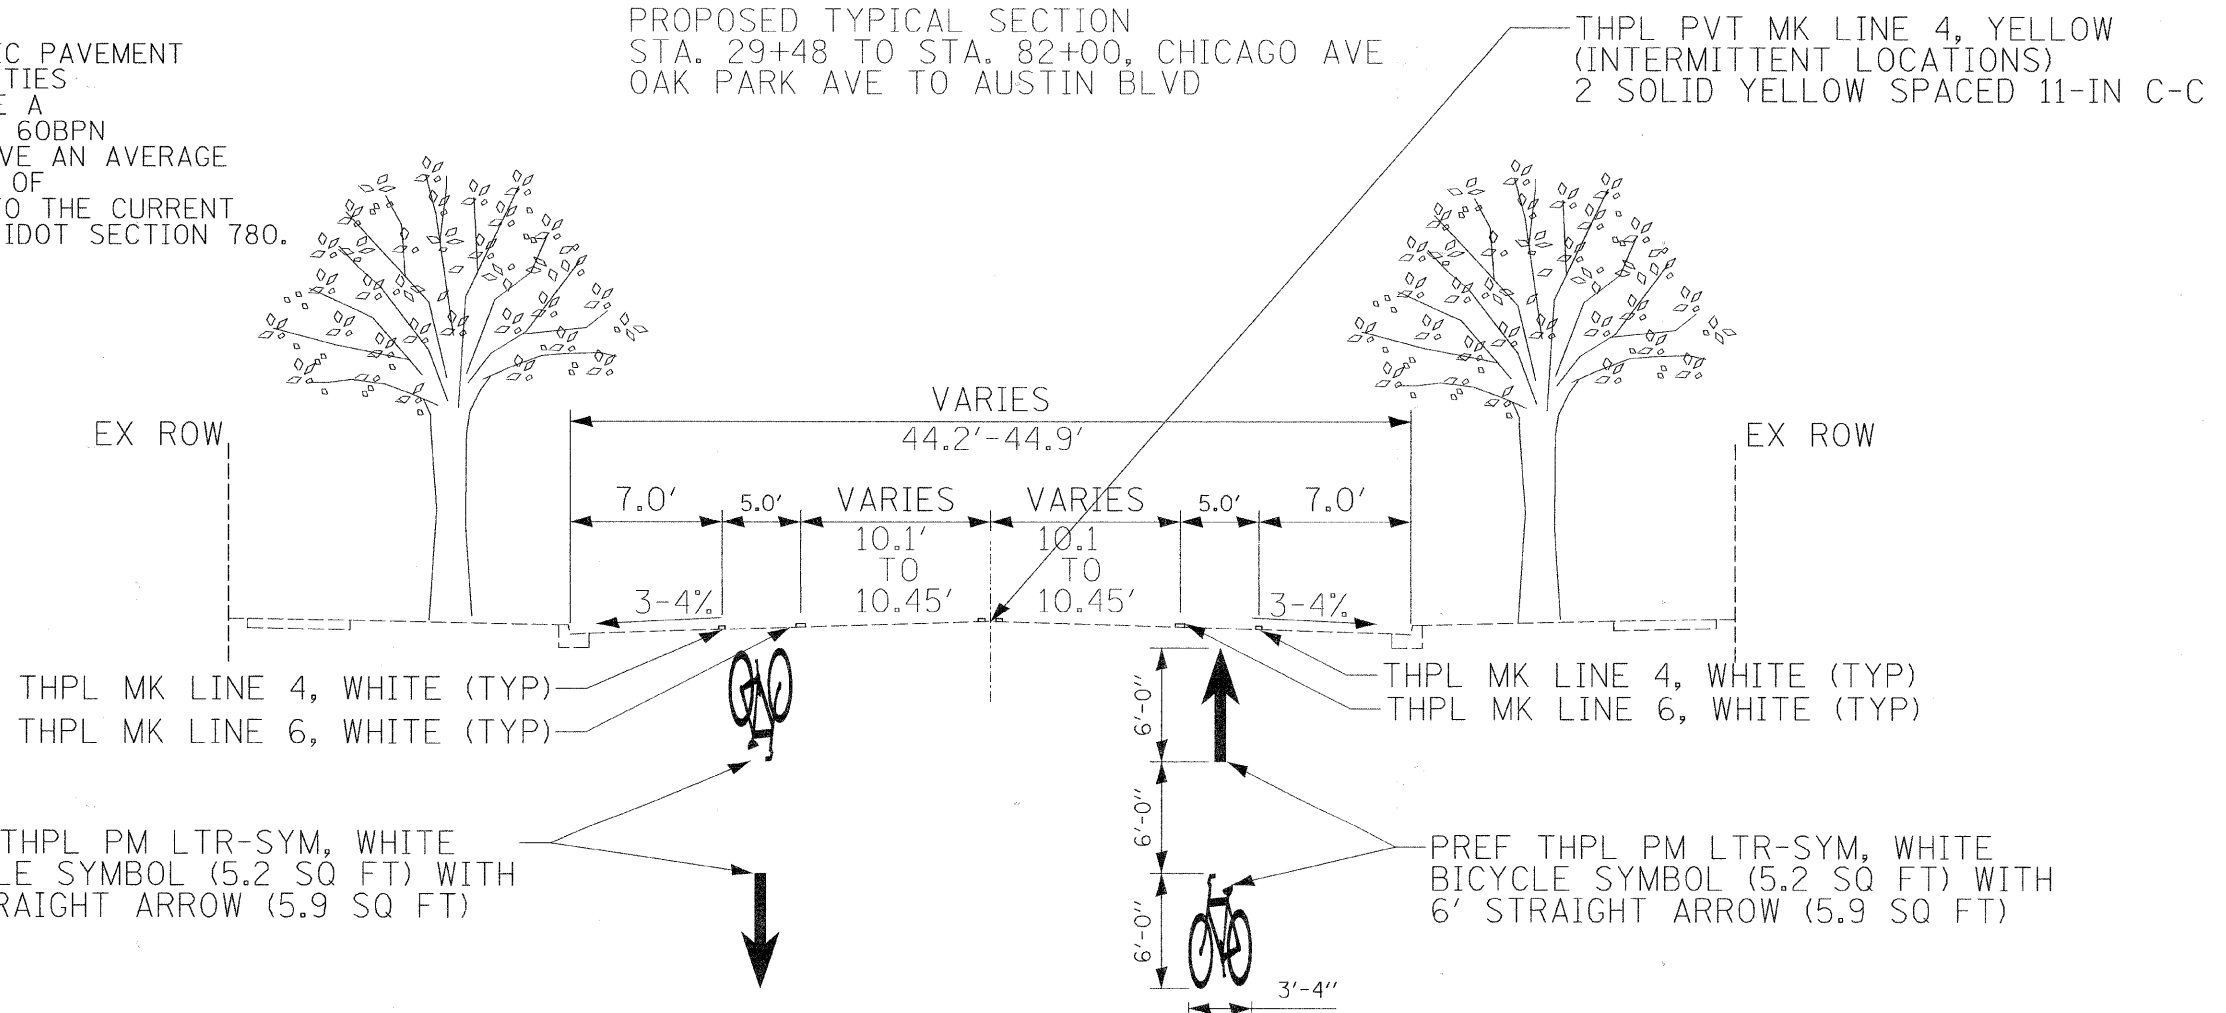 PROPOSED TYPICAL SECTION
STA. 29+48 TO STA. 82+00, CHICAGO AVE
OAK PARK AVE TO AUSTIN BLVD
THPL PVT MK LINE 4, YELLOW
(INTERMITTENT LOCATIONS)
2 SOLID YELLOW SPACED 11-IN C-C
IC PAVEMENT
TIES
E A
60BPN
VE AN AVERAGE
OF
TO THE CURRENT
IDOT SECTION 780.
EX ROW
VARIES
44.2'-44.9'
EX ROW
7.0'
5.0'
VARIES
VARIES
5.0'
7.0'
10.1'
TO
10.45'
10.1
TO
10.45'
3-4%
3-4%
THPL MK LINE 4, WHITE (TYP)
THPL MK LINE 6, WHITE (TYP)
THPL MK LINE 4, WHITE (TYP)
THPL MK LINE 6, WHITE (TYP)
6'-0"
6'-0"
6'-0"
THPL PM LTR-SYM, WHITE
LE SYMBOL (5.2 SQ FT) WITH
RAIGHT ARROW (5.9 SQ FT)
PREF THPL PM LTR-SYM, WHITE
BICYCLE SYMBOL (5.2 SQ FT) WITH
6' STRAIGHT ARROW (5.9 SQ FT)
3'-4"